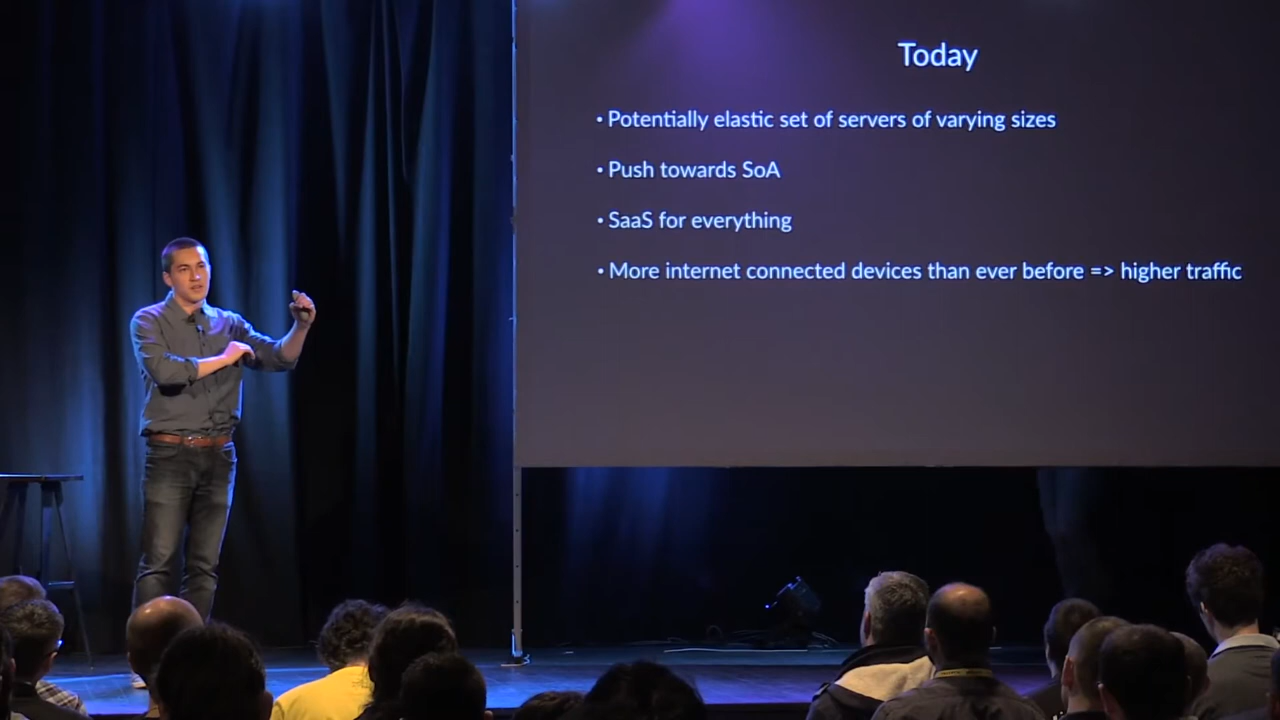 Today
• Potentially elastic set of servers of varying sizes
• Push towards SoA
• SaaS for everything
• More internet connected devices than ever before => higher traffic